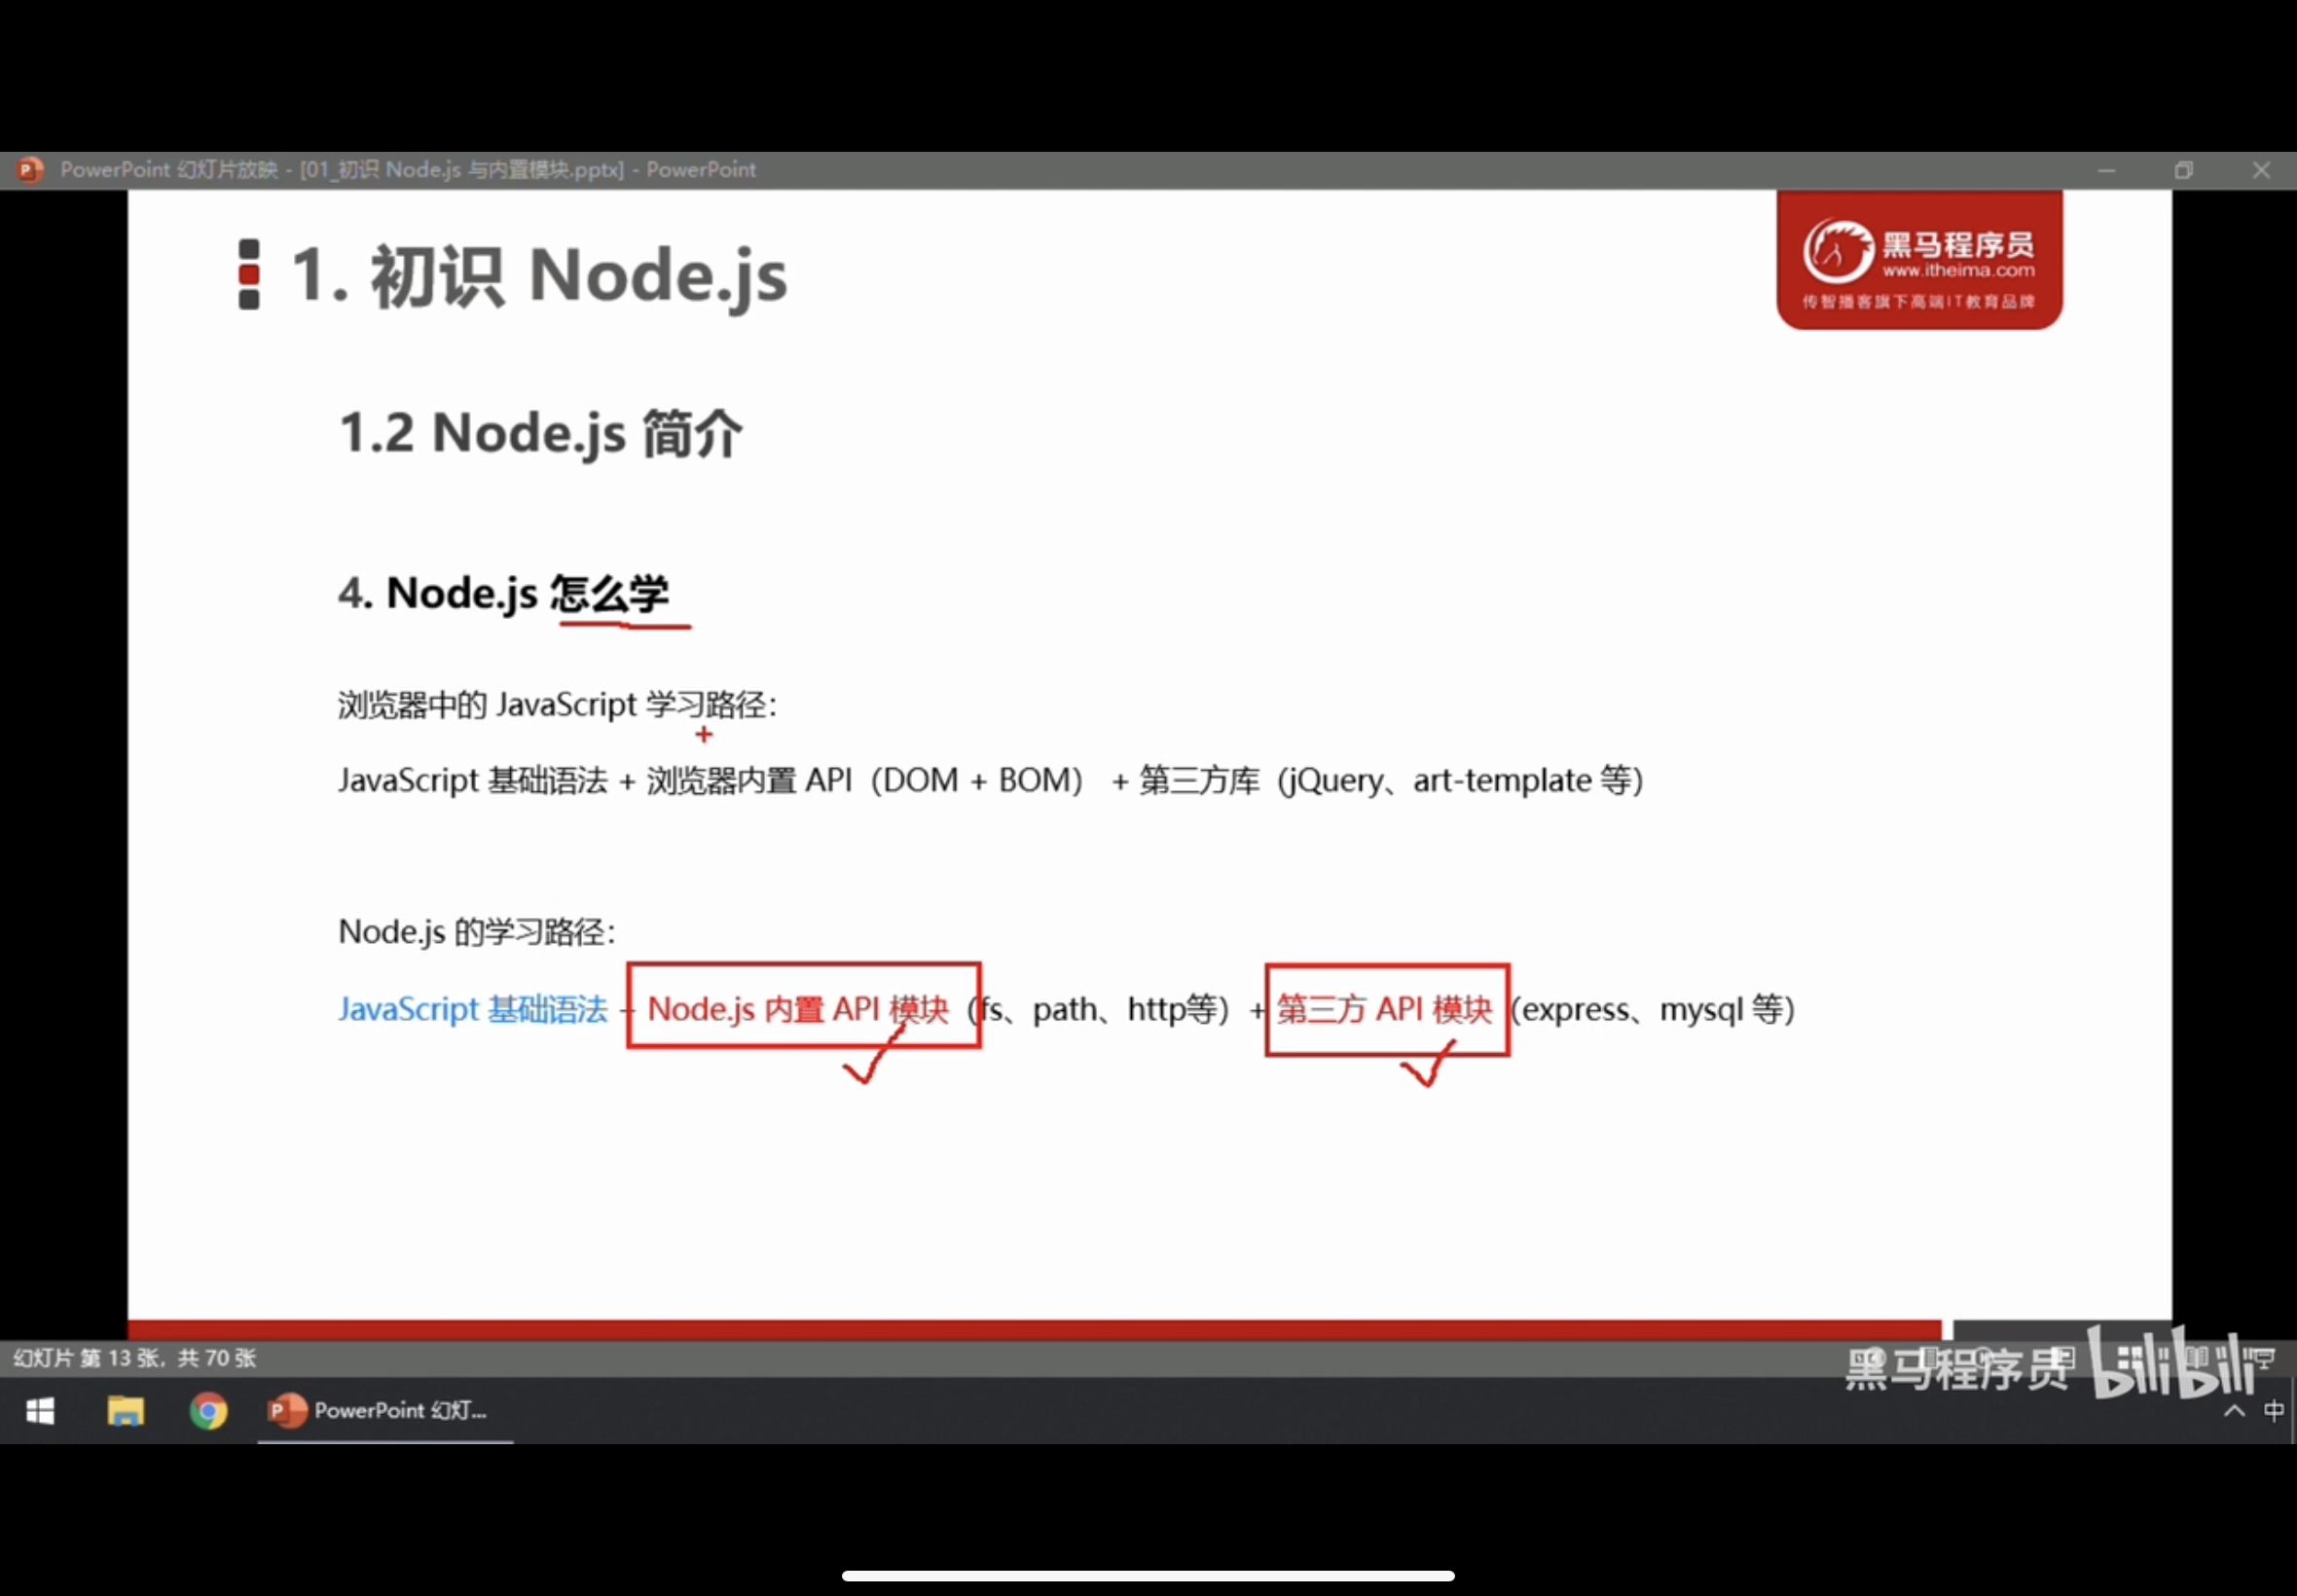 PowerPoint 幻灯片放映 - [01_初识 Node.js 与内置模块.pptx] - PowerPoint
1. 初识 Node.js
黑马程序员
www.itheima.com
传智播客旗下高端IT教育品牌
1.2 Node.js 简介
4. Node.js 怎么学
浏览器中的 JavaScript 学习路径：
JavaScript 基础语法 + 浏览器内置 API（DOM + BOM） + 第三方库（jQuery、art-template 等）
Node.js 的学习路径：
JavaScript 基础语法 + Node.js 内置 API 模块（fs、path、http等）+ 第三方 API 模块（express、mysql 等）
幻灯片 第 13 张，共 70 张
黑马程序员 bilibili
PowerPoint 幻灯...
中